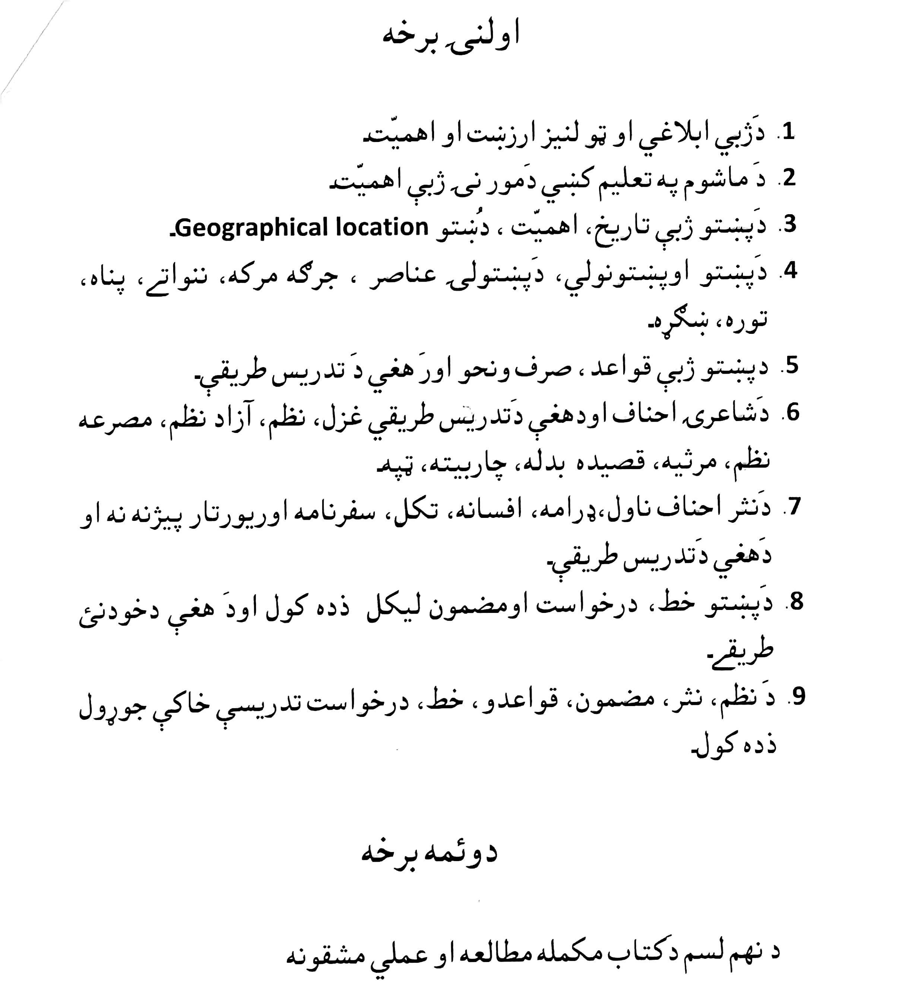 اولنۍ برخه
1. دَژبي ابلاغي او ټو لنيز ارزښت او اهميّت۔
2. دَ ماشوم په تعليم کښي دَمور نۍ ژبې اهميّت۔
3. دَپښتو ژبې تاريخ، اهميّت ، دُښتو Geographical location۔
4. دَپښتو اوپښتونولي، دَپښتولۍ عناصر ، جرګه مرکه، ننواتے، پناه،
توره، ښګړه۔
5. دپښتو ژبې قواعد ، صرف ونحو اورَ هغي دَ تدريس طريقې۔
6. دَشاعرۍ احناف اودهغې دَتدريس طريقي غزل، نظم، آزاد نظم، مصرعه
نظم، مرثيه، قصيده بدله، چاربيته، ټپه۔
7. دَنثر احناف ناول،ډرامه، افسانه، تکل، سفرنامه اوريورتار پيژنه نه او
دَهغي دَتدريس طريقې۔
8. دَپښتو خط، درخواست اومضمون ليکل ذده کول اودَ هغې دخودنئ
طريقے۔
9. دَ نظم، نثر، مضمون، قواعدو، خط، درخواست تدريسې خاکې جوړول
ذده کول۔
دوئمه برخه
د نهم لسم دَکتاب مکمله مطالعه او عملي مشقونه